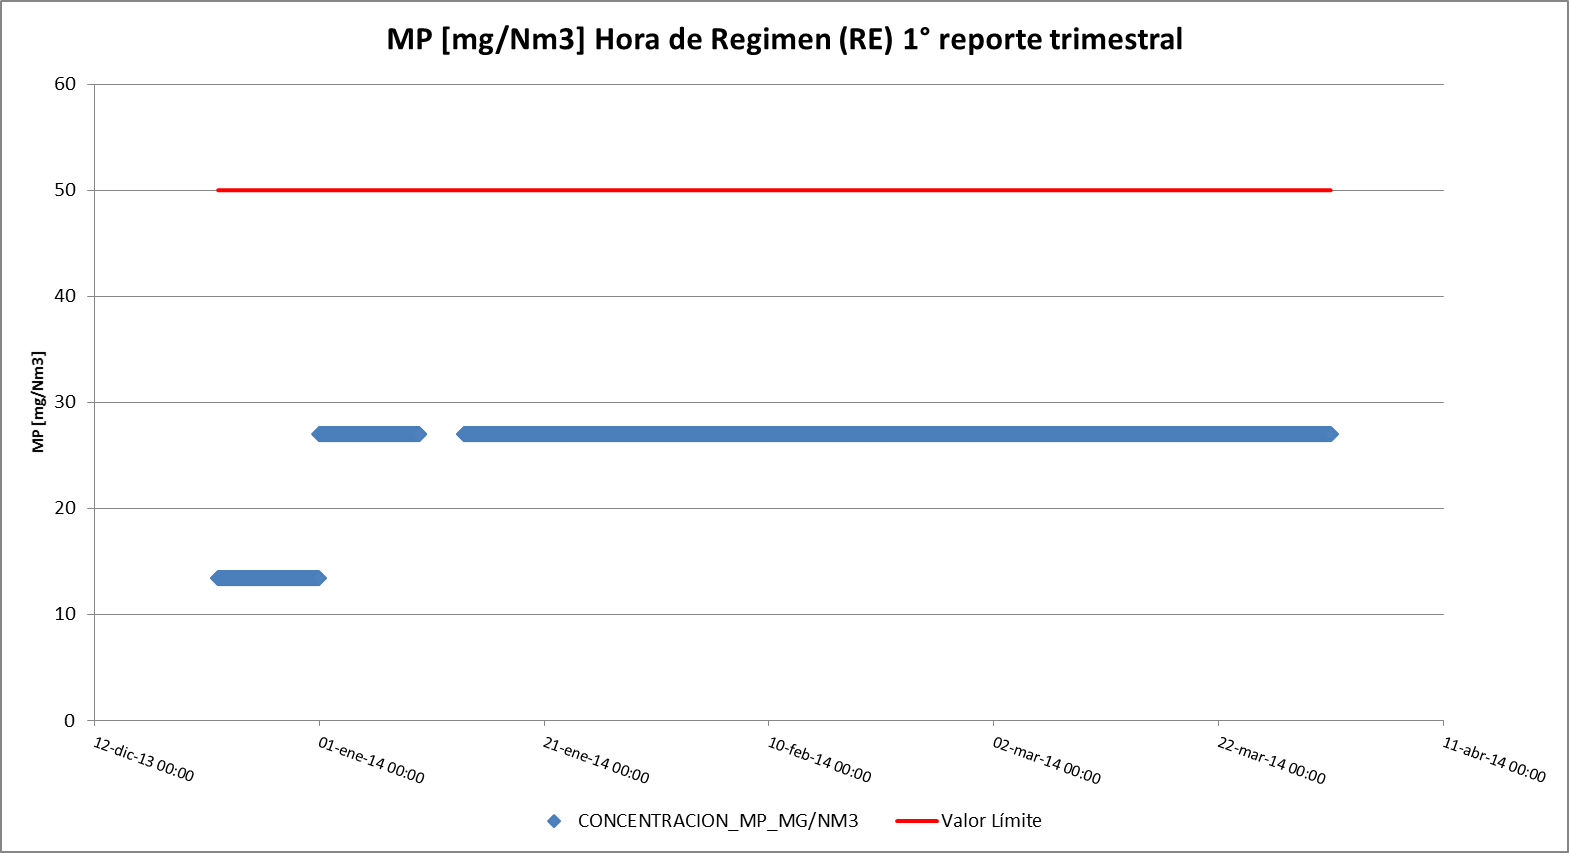 MP [mg/Nm3] Hora de Regimen (RE) 1° reporte trimestral
60
50
40
30
20
10
0
MP [mg/Nm3]
12-dic-13 00:00
01-ene-14 00:00
21-ene-14 00:00
10-feb-14 00:00
02-mar-14 00:00
22-mar-14 00:00
11-abr-14 00:00
CONCENTRACION_MP_MG/NM3
Valor Límite